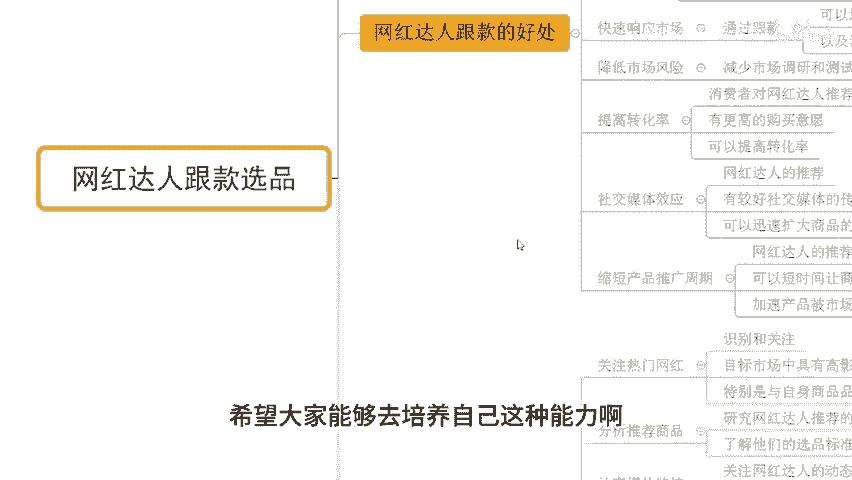 可以
网红达人跟款的好处
快速响应市场
通过跟款
以及
降低市场风险
减少市场调研和测试
消费者对网红达人推荐
提高转化率
有更高的购买意愿
可以提高转化率
网红达人跟款选品
网红达人的推荐
社交媒体效应
有较好社交媒体的传
可以迅速扩大商品的
网红达人的推荐
缩短产品推广周期
可以短时间让商
加速产品被市场
识别和关注
关注热门网红
目标市场中具有高影
特别是与自身商品品
希望大家能够去培养自己这种能力啊
研究网红达人推荐的
分析推荐商品
了解他们的选品标准
关注网红达人的动态